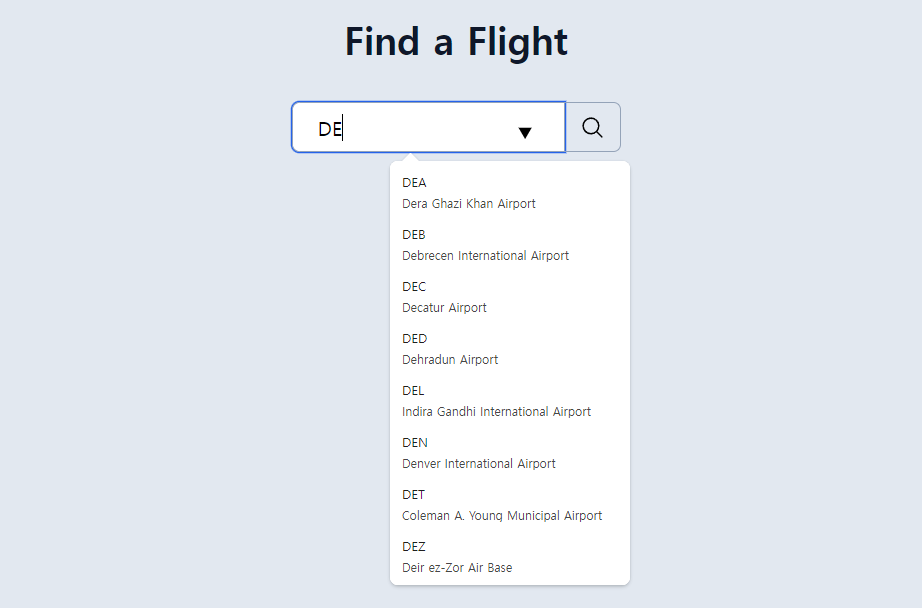 Find a Flight
DE
DEA
Dera Ghazi Khan Airport
DEB
Debrecen International Airport
DEC
Decatur Airport
DED
Dehradun Airport
DEL
Indira Gandhi International Airport
DEN
Denver International Airport
DET
Coleman A. Young Municipal Airport
DEZ
Deir ez-Zor Air Base